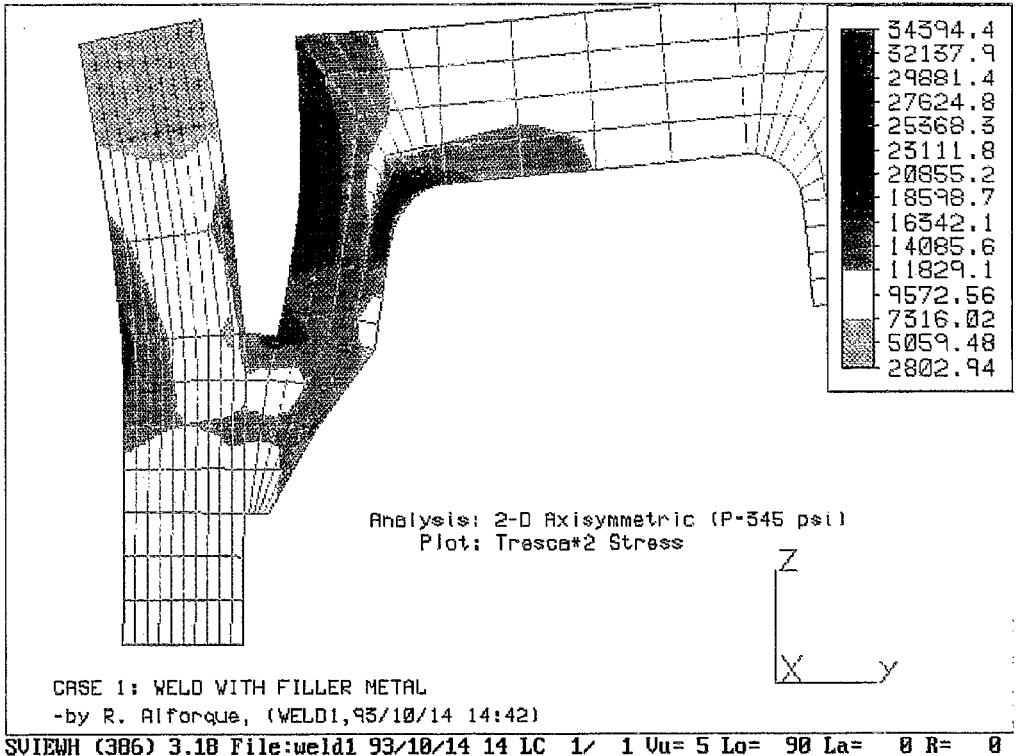 34394.4
32137.9
29881.4
27624.8
25368.3
23111.8
20855.2
18598.7
16342.1
14085.6
11829.1
9572.56
7316.02
5059.48
2802.94
Analysis: 2-D Axisymmetric (P=345 psi)
Plot: Tresca*2 Stress
Z
X Y
CASE 1: WELD WITH FILLER METAL
-by R. Alforque, (WELD1,93/10/14 14:42)
SVIEWH (386) 3.18 File:weld1 93/10/14 14 LC 1/ 1 Vu= 5 Lo= 90 La= 0 R= 0